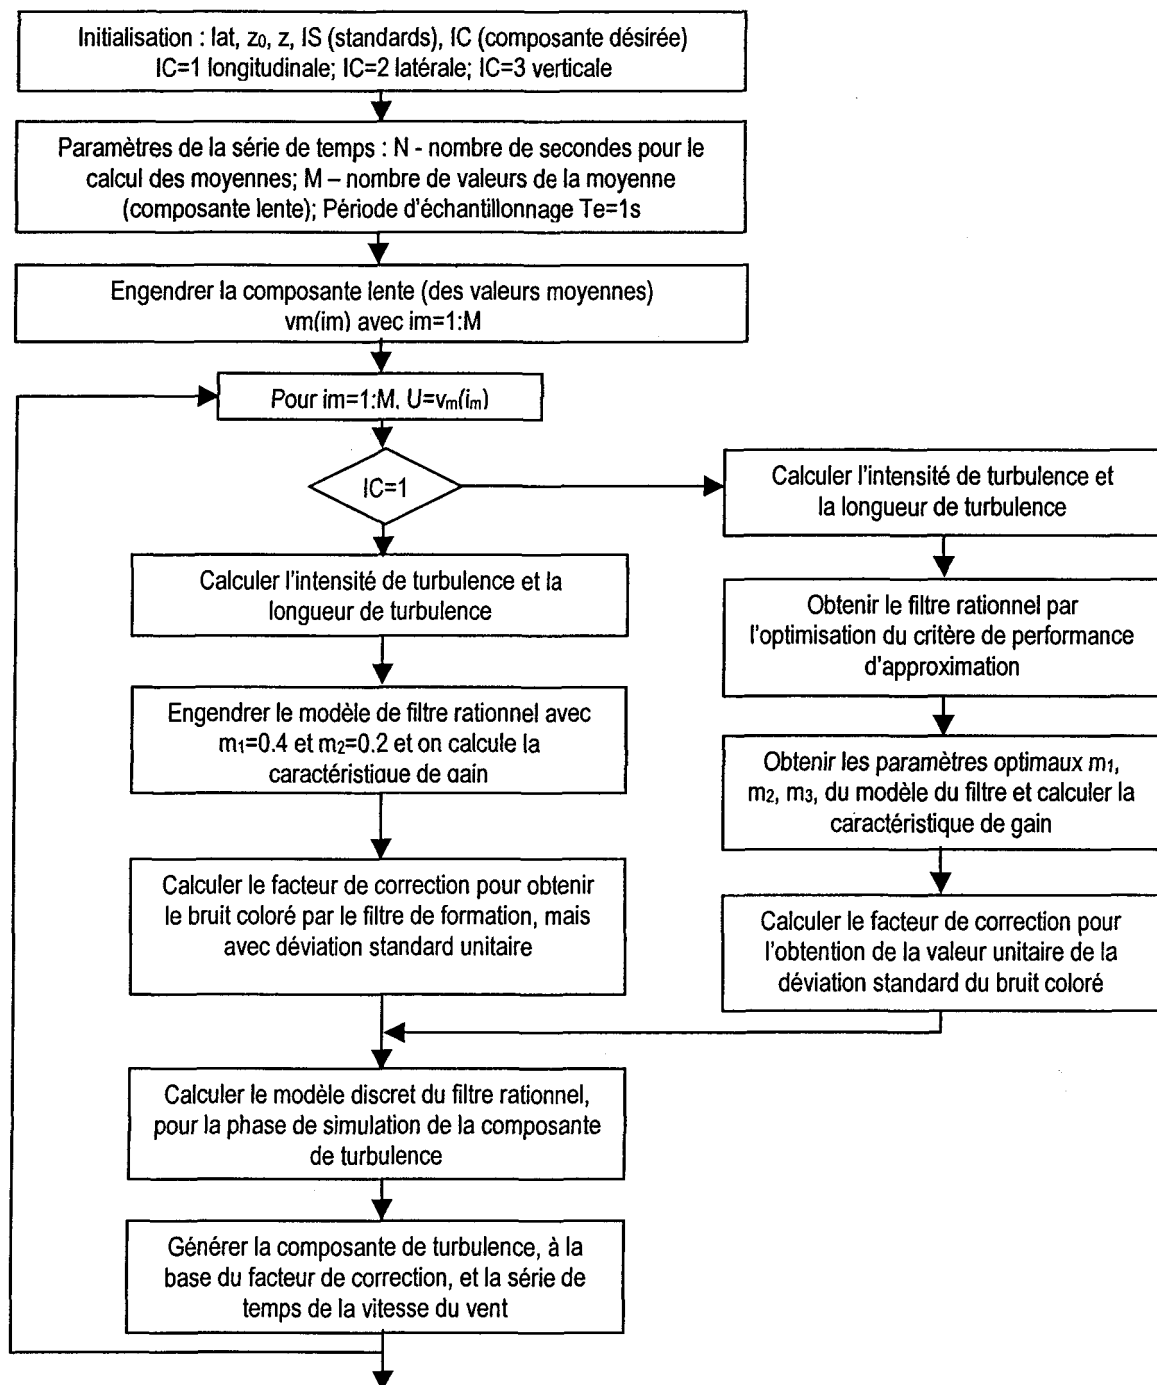 Initialisation : lat, z0, z, IS (standards), IC (composante désirée)
IC=1 longitudinale; IC=2 latérale; IC=3 verticale
Paramètres de la série de temps : N - nombre de secondes pour le
calcul des moyennes; M – nombre de valeurs de la moyenne
(composante lente); Période d'échantillonnage Te=1s
Engendrer la composante lente (des valeurs moyennes)
vm(im) avec im=1:M
Pour im=1:M, U=vm(im)
IC=1
Calculer l'intensité de turbulence et la
longueur de turbulence
Engendrer le modèle de filtre rationnel avec
m1=0.4 et m2=0.2 et on calcule la
caractéristique de gain
Calculer le facteur de correction pour obtenir
le bruit coloré par le filtre de formation, mais
avec déviation standard unitaire
Calculer l'intensité de turbulence et
la longueur de turbulence
Obtenir le filtre rationnel par
l'optimisation du critère de performance
d'approximation
Obtenir les paramètres optimaux m1,
m2, m3, du modèle du filtre et calculer la
caractéristique de gain
Calculer le facteur de correction pour
l'obtention de la valeur unitaire de la
déviation standard du bruit coloré
Calculer le modèle discret du filtre rationnel,
pour la phase de simulation de la composante
de turbulence
Générer la composante de turbulence, à la
base du facteur de correction, et la série de
temps de la vitesse du vent